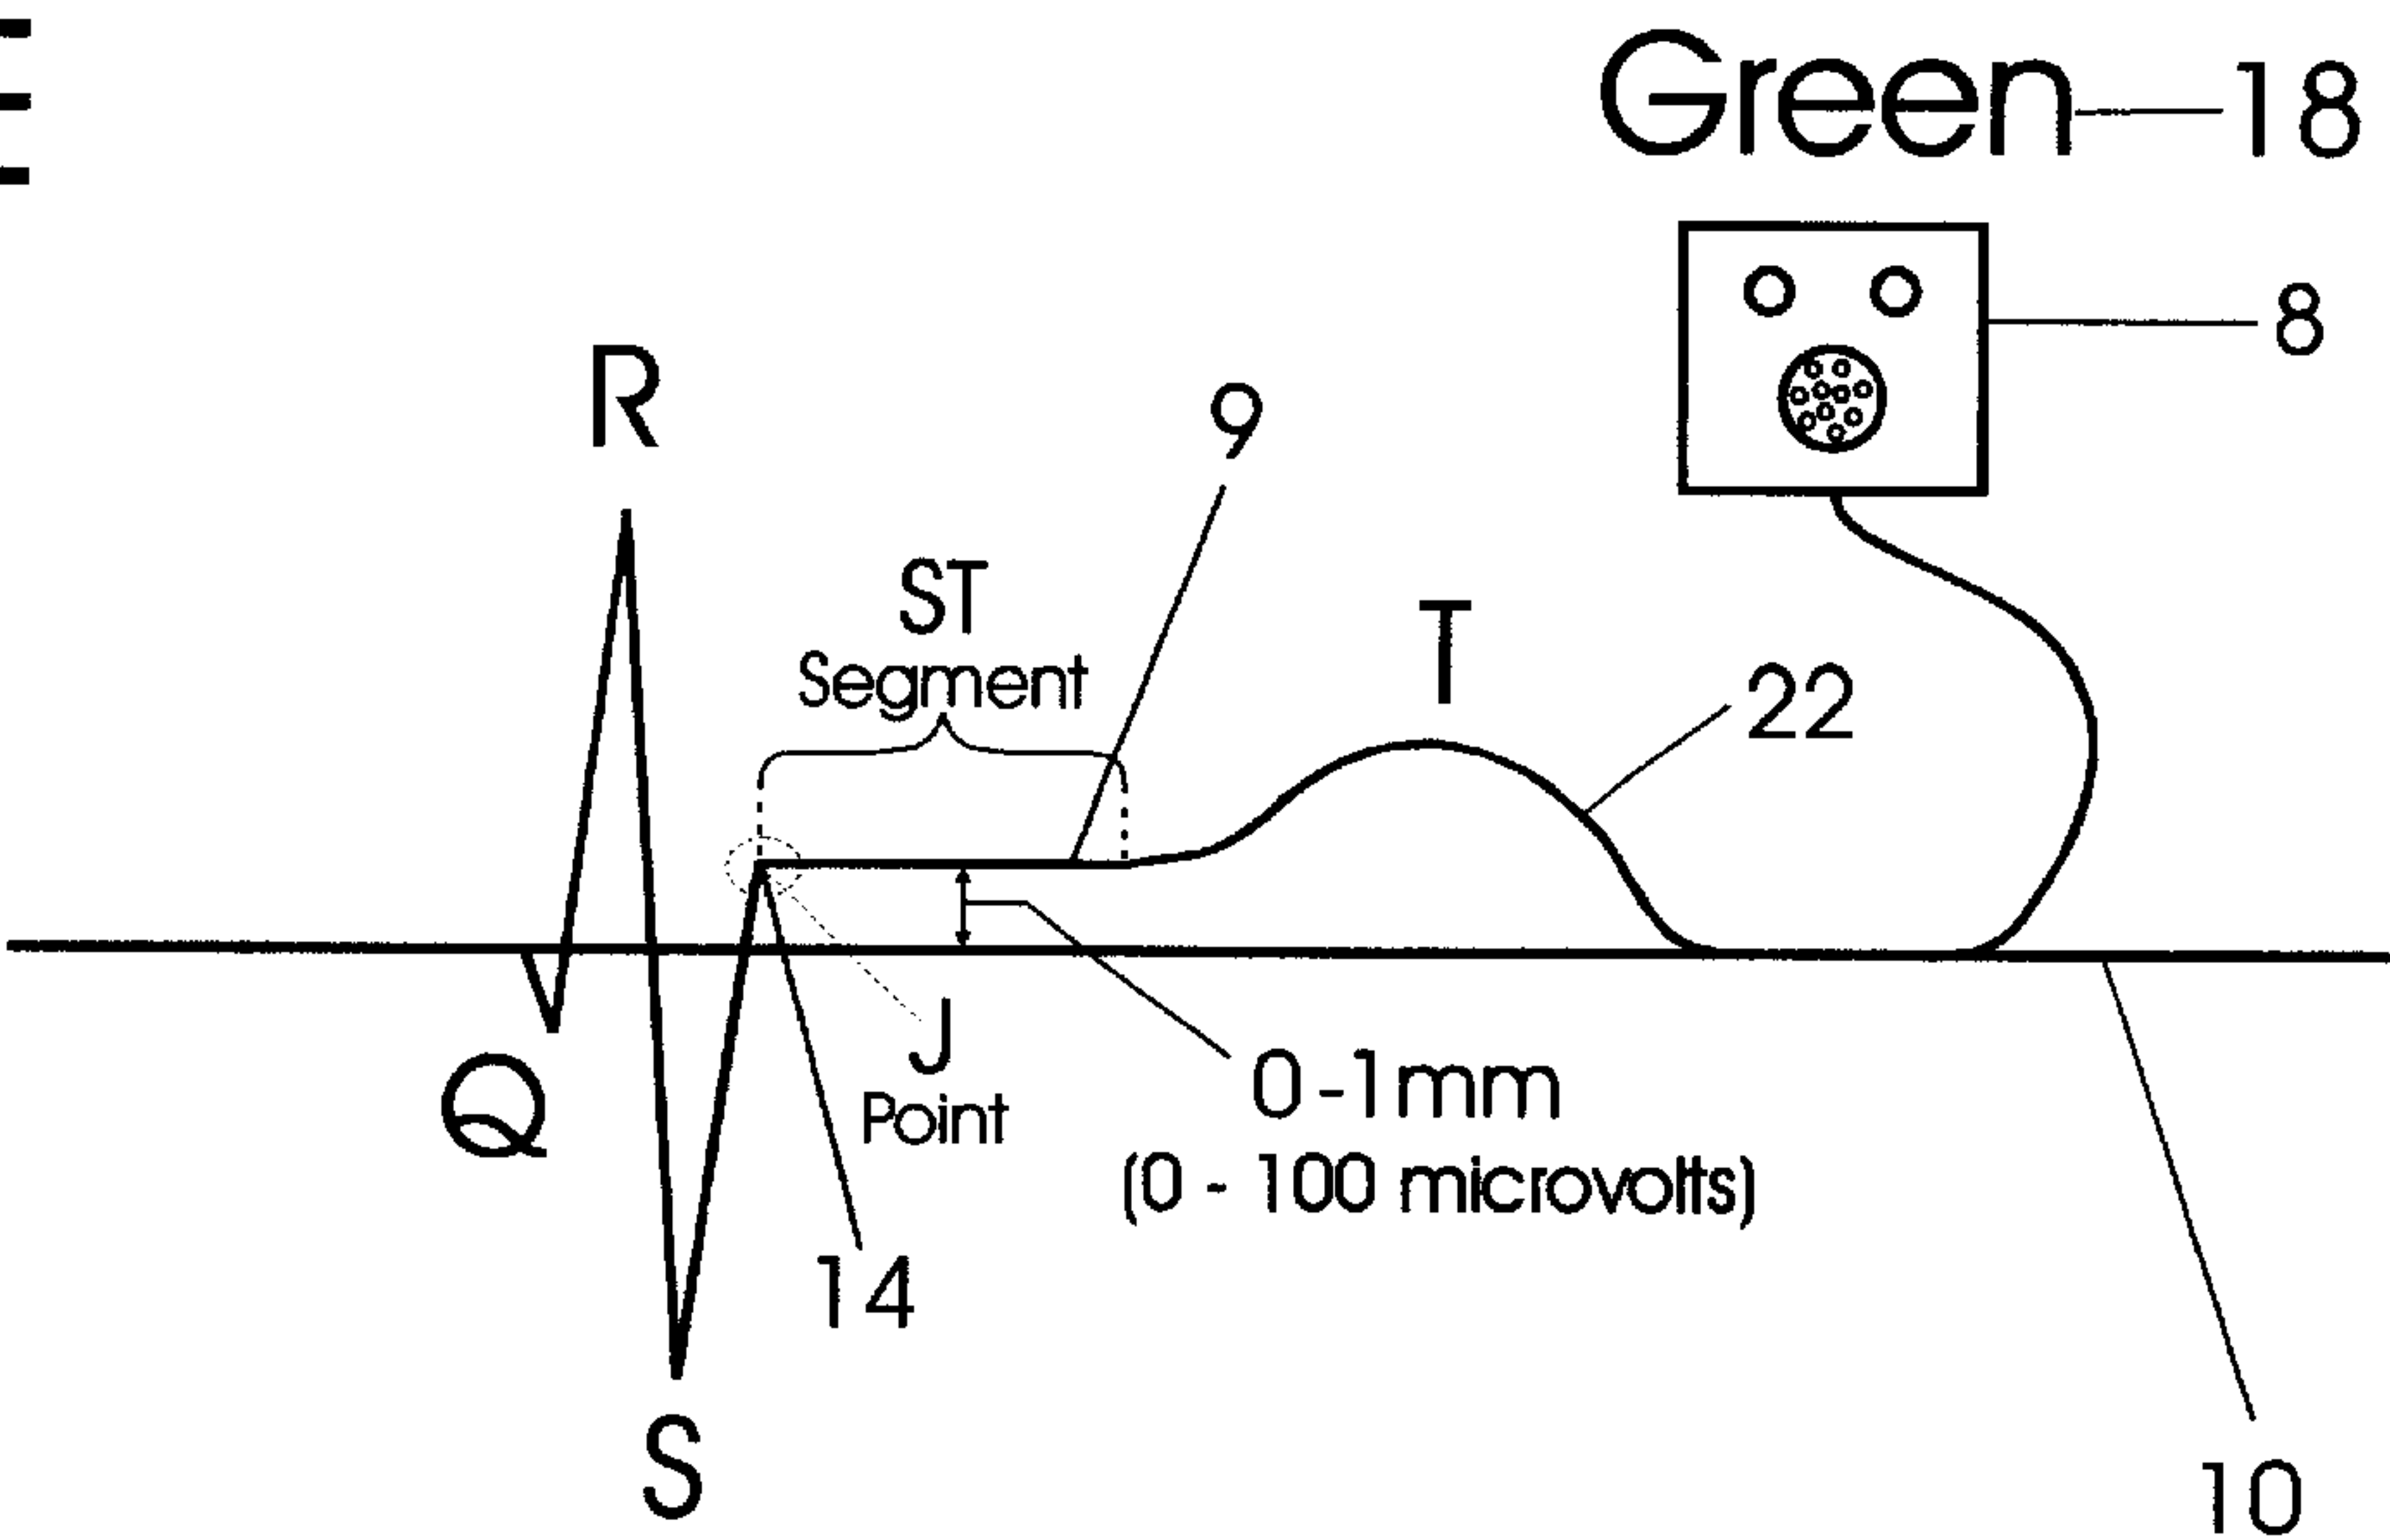 Green 18
8
R
9
ST
Segment
T
22
Q
J
Point
0-1mm
(0 - 100 microvolts)
14
S
10